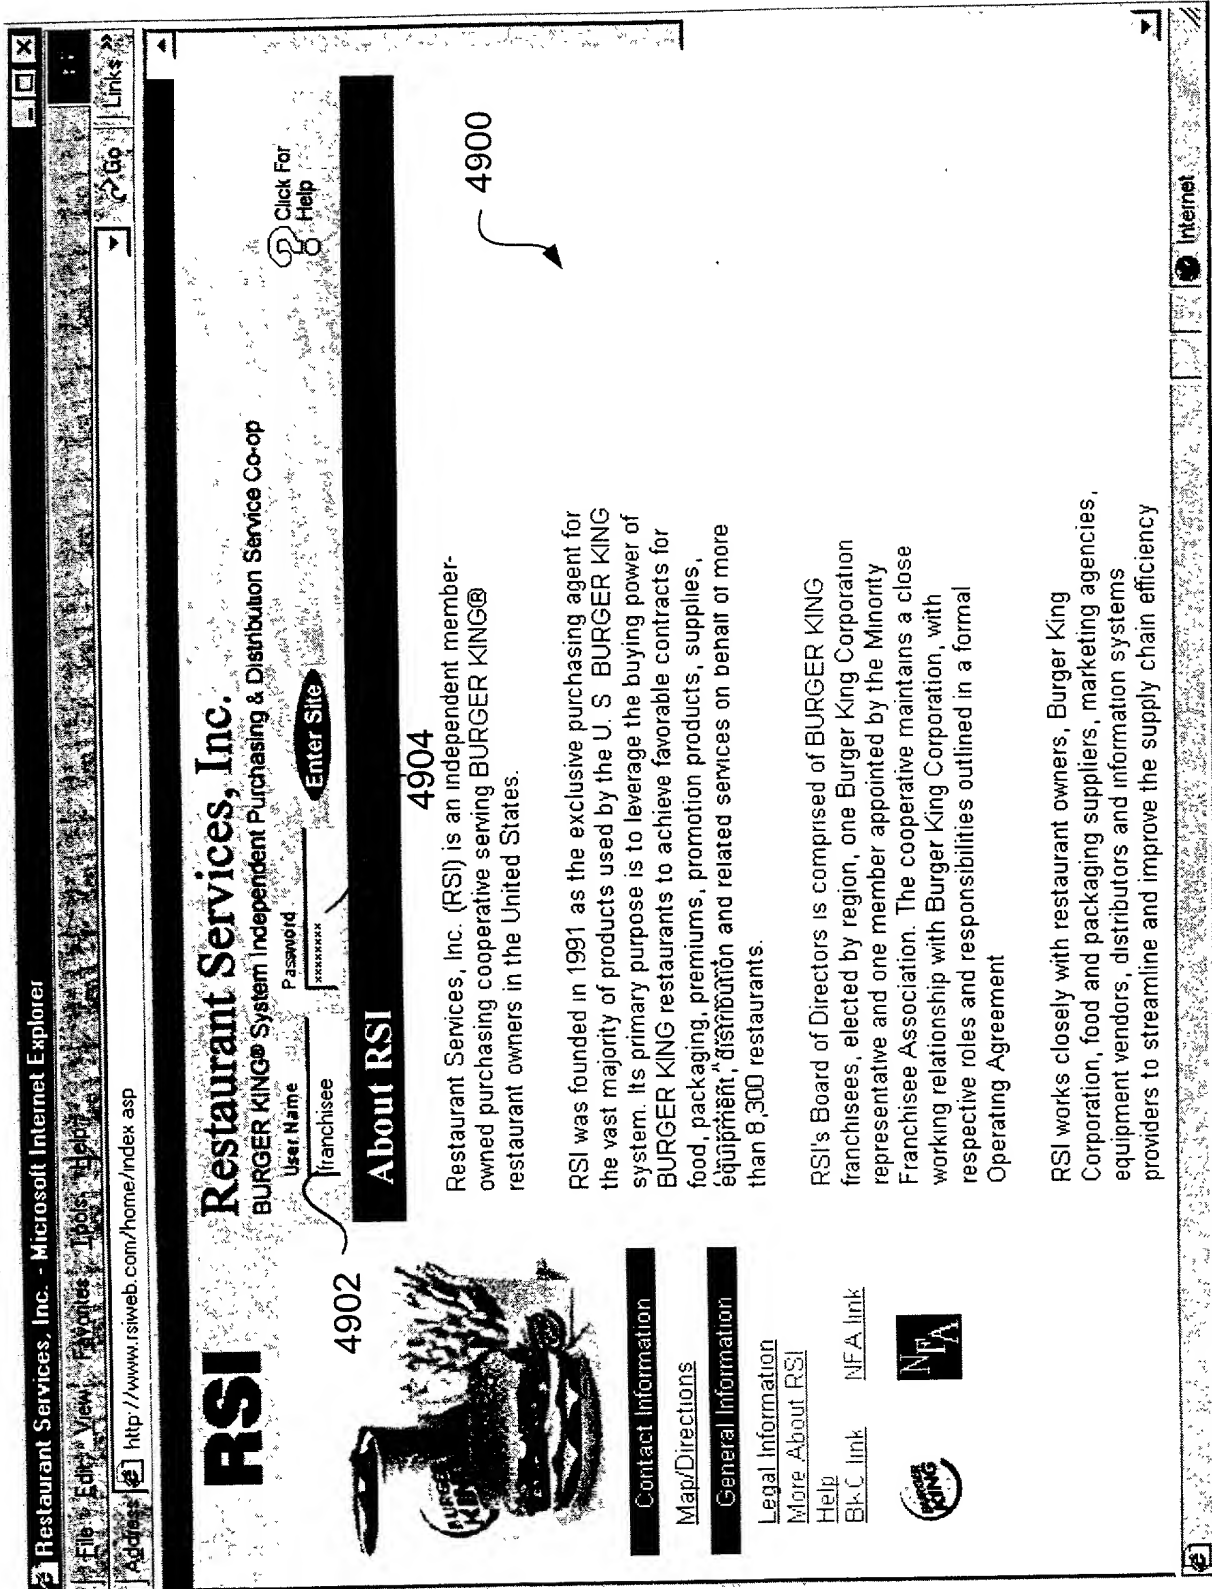 Restaurant Services, Inc. - Microsoft Internet Explorer
File Edit View Favorites Tools Help
Address http://www.rsiweb.com/home/index asp Go Links »
RSI
Restaurant Services, Inc.
BURGER KING® System Independent Purchasing & Distribution Service Co-op
User Name Password
franchisee xxxxxxxx Enter Site
Click For
Help
4902
4904
4900
About RSI
BURGER
KING
Contact Information
Map/Directions
General Information
Legal Information
More About RSI
Help
BKC link NFA link
BURGER
KING
NFA
Restaurant Services, Inc. (RSI) is an independent member-
owned purchasing cooperative serving BURGER KING®
restaurant owners in the United States.
RSI was founded in 1991 as the exclusive purchasing agent for
the vast majority of products used by the U. S BURGER KING
system. Its primary purpose is to leverage the buying power of
BURGER KING restaurants to achieve favorable contracts for
food, packaging, premiums, promotion products, supplies,
equipment, distribution and related services on behalf of more
than 8,300 restaurants.
RSI's Board of Directors is comprised of BURGER KING
franchisees, elected by region, one Burger King Corporation
representative and one member appointed by the Minority
Franchisee Association. The cooperative maintains a close
working relationship with Burger King Corporation, with
respective roles and responsibilities outlined in a formal
Operating Agreement
RSI works closely with restaurant owners, Burger King
Corporation, food and packaging suppliers, marketing agencies,
equipment vendors, distributors and information systems
providers to streamline and improve the supply chain efficiency
Internet